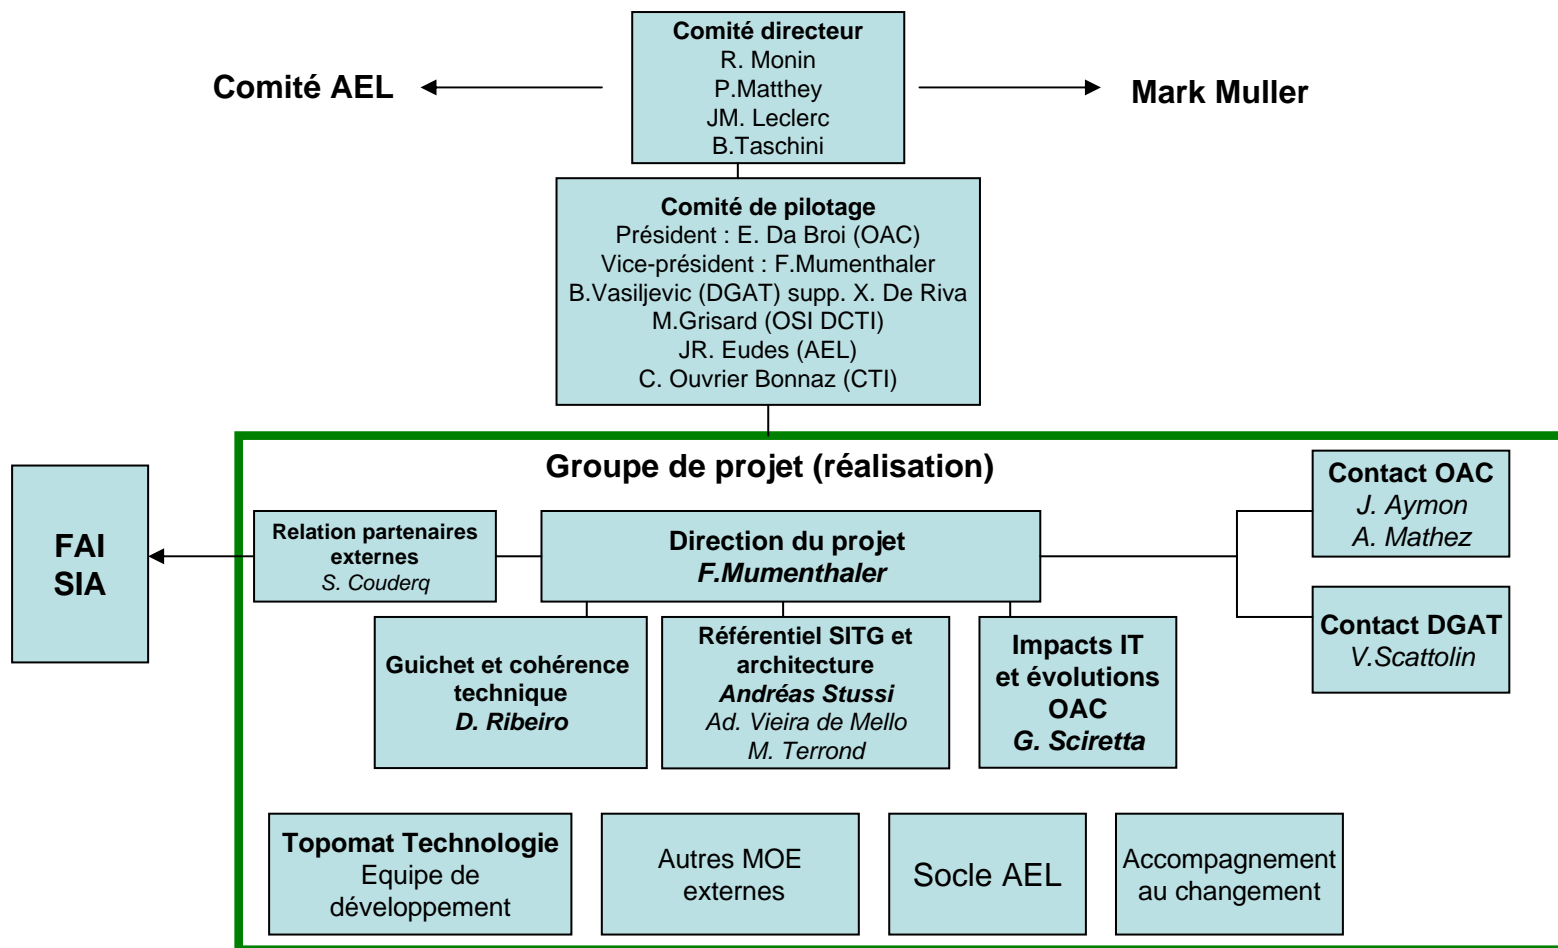 Comité directeur
R. Monin
P.Matthey
JM. Leclerc
B.Taschini
Comité AEL
Mark Muller
Comité de pilotage
Président : E. Da Broi (OAC)
Vice-président : F.Mumenthaler
B.Vasiljevic (DGAT) supp. X. De Riva
M.Grisard (OSI DCTI)
JR. Eudes (AEL)
C. Ouvrier Bonnaz (CTI)
Groupe de projet (réalisation)
FAI
SIA
Relation partenaires
externes
S. Couderq
Direction du projet
F.Mumenthaler
Contact OAC
J. Aymon
A. Mathez
Contact DGAT
V.Scattolin
Guichet et cohérence
technique
D. Ribeiro
Référentiel SITG et
architecture
Andréas Stussi
Ad. Vieira de Mello
M. Terrond
Impacts IT
et évolutions
OAC
G. Sciretta
Topomat Technologie
Equipe de
développement
Autres MOE
externes
Socle AEL
Accompagnement
au changement